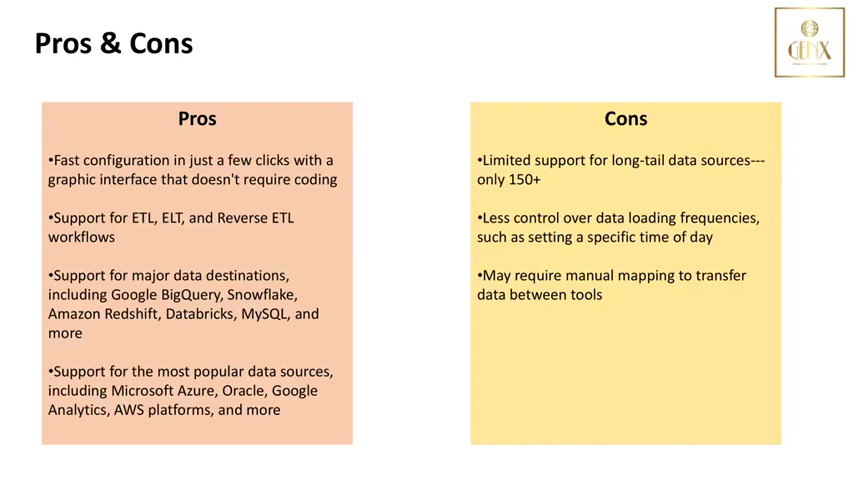 Pros & Cons
GENX
Pros
•Fast configuration in just a few clicks with a
graphic interface that doesn't require coding
•Support for ETL, ELT, and Reverse ETL
workflows
•Support for major data destinations,
including Google BigQuery, Snowflake,
Amazon Redshift, Databricks, MySQL, and
more
•Support for the most popular data sources,
including Microsoft Azure, Oracle, Google
Analytics, AWS platforms, and more
Cons
•Limited support for long-tail data sources---
only 150+
•Less control over data loading frequencies,
such as setting a specific time of day
•May require manual mapping to transfer
data between tools